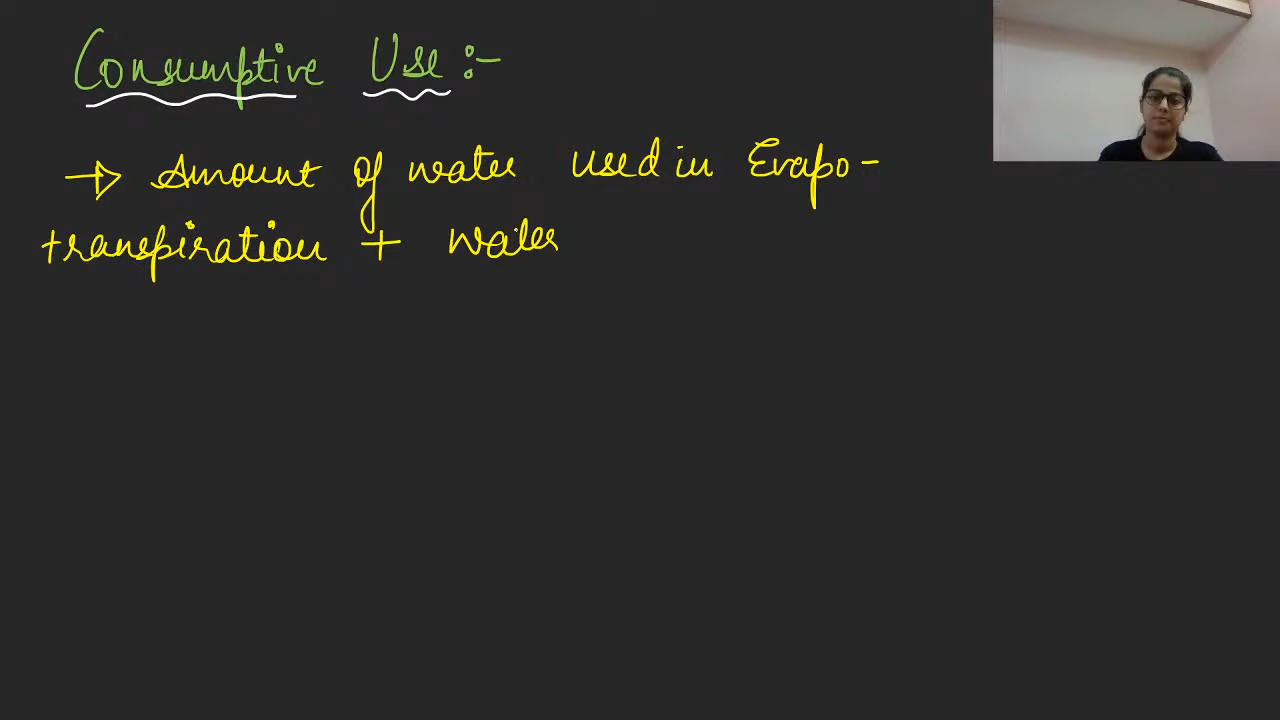 Consumptive Use :-
→ Amount of water used in Evapo-
transpiration + water